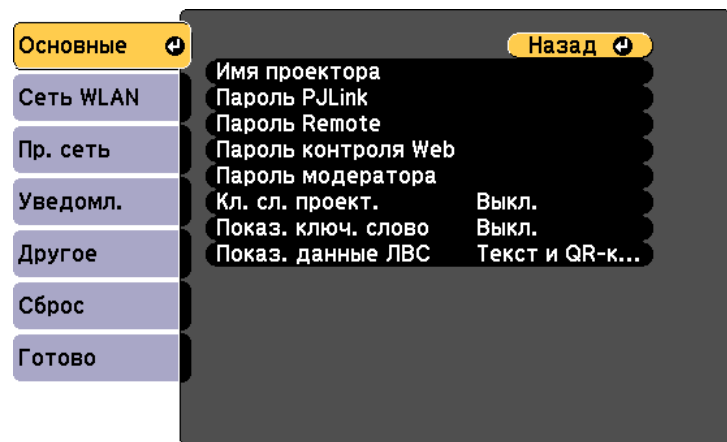 Основные
Сеть WLAN
Пр. сеть
Уведомл.
Другое
Сброс
Готово
Назад
Имя проектора
Пароль PJLink
Пароль Remote
Пароль контроля Web
Пароль модератора
Кл. сл. проект. Выкл.
Показ. ключ. слово Выкл.
Показ. данные ЛВС Текст и QR-к...